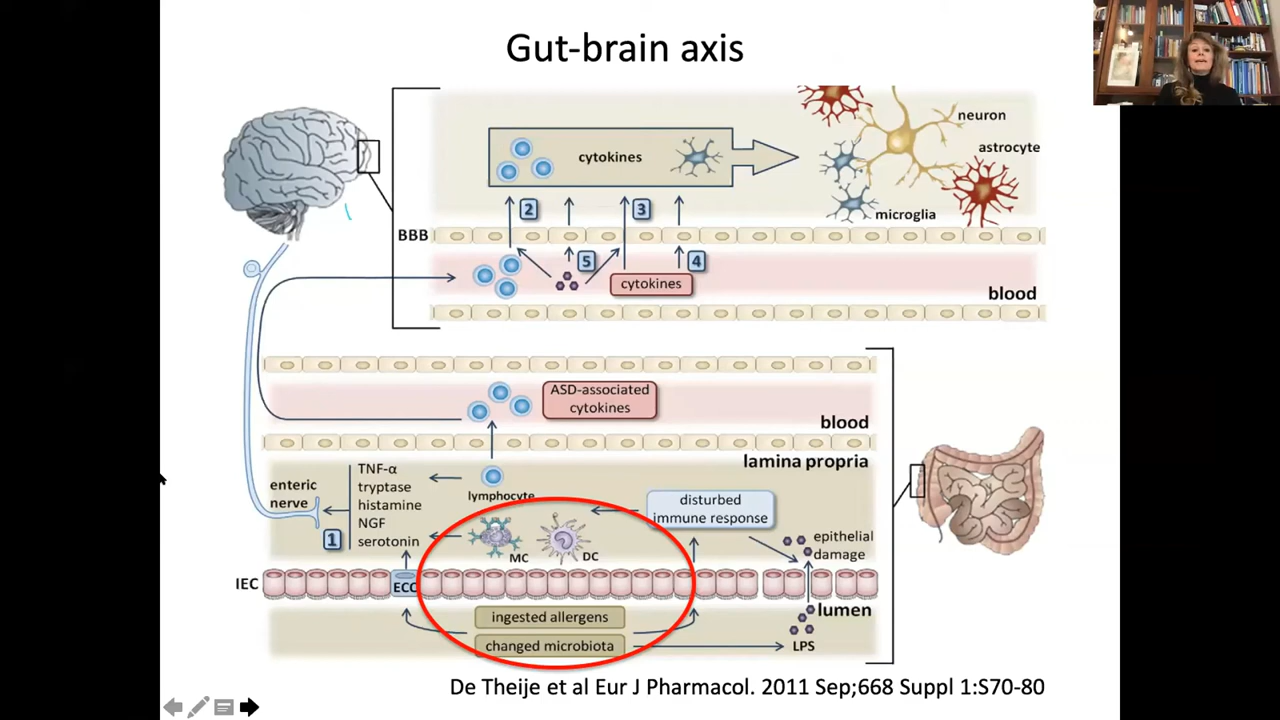 Gut-brain axis
neuron
cytokines
astrocyte
microglia
2
3
BBB
5
4
cytokines
blood
ASD-associated
cytokines
blood
lamina propria
TNF-α
tryptase
histamine
NGF
serotonin
enteric
nerve
1
lymphocyte
disturbed
immune response
MC
DC
epithelial
damage
IEC
ECC
ingested allergens
lumen
changed microbiota
LPS
De Theije et al Eur J Pharmacol. 2011 Sep;668 Suppl 1:S70-80